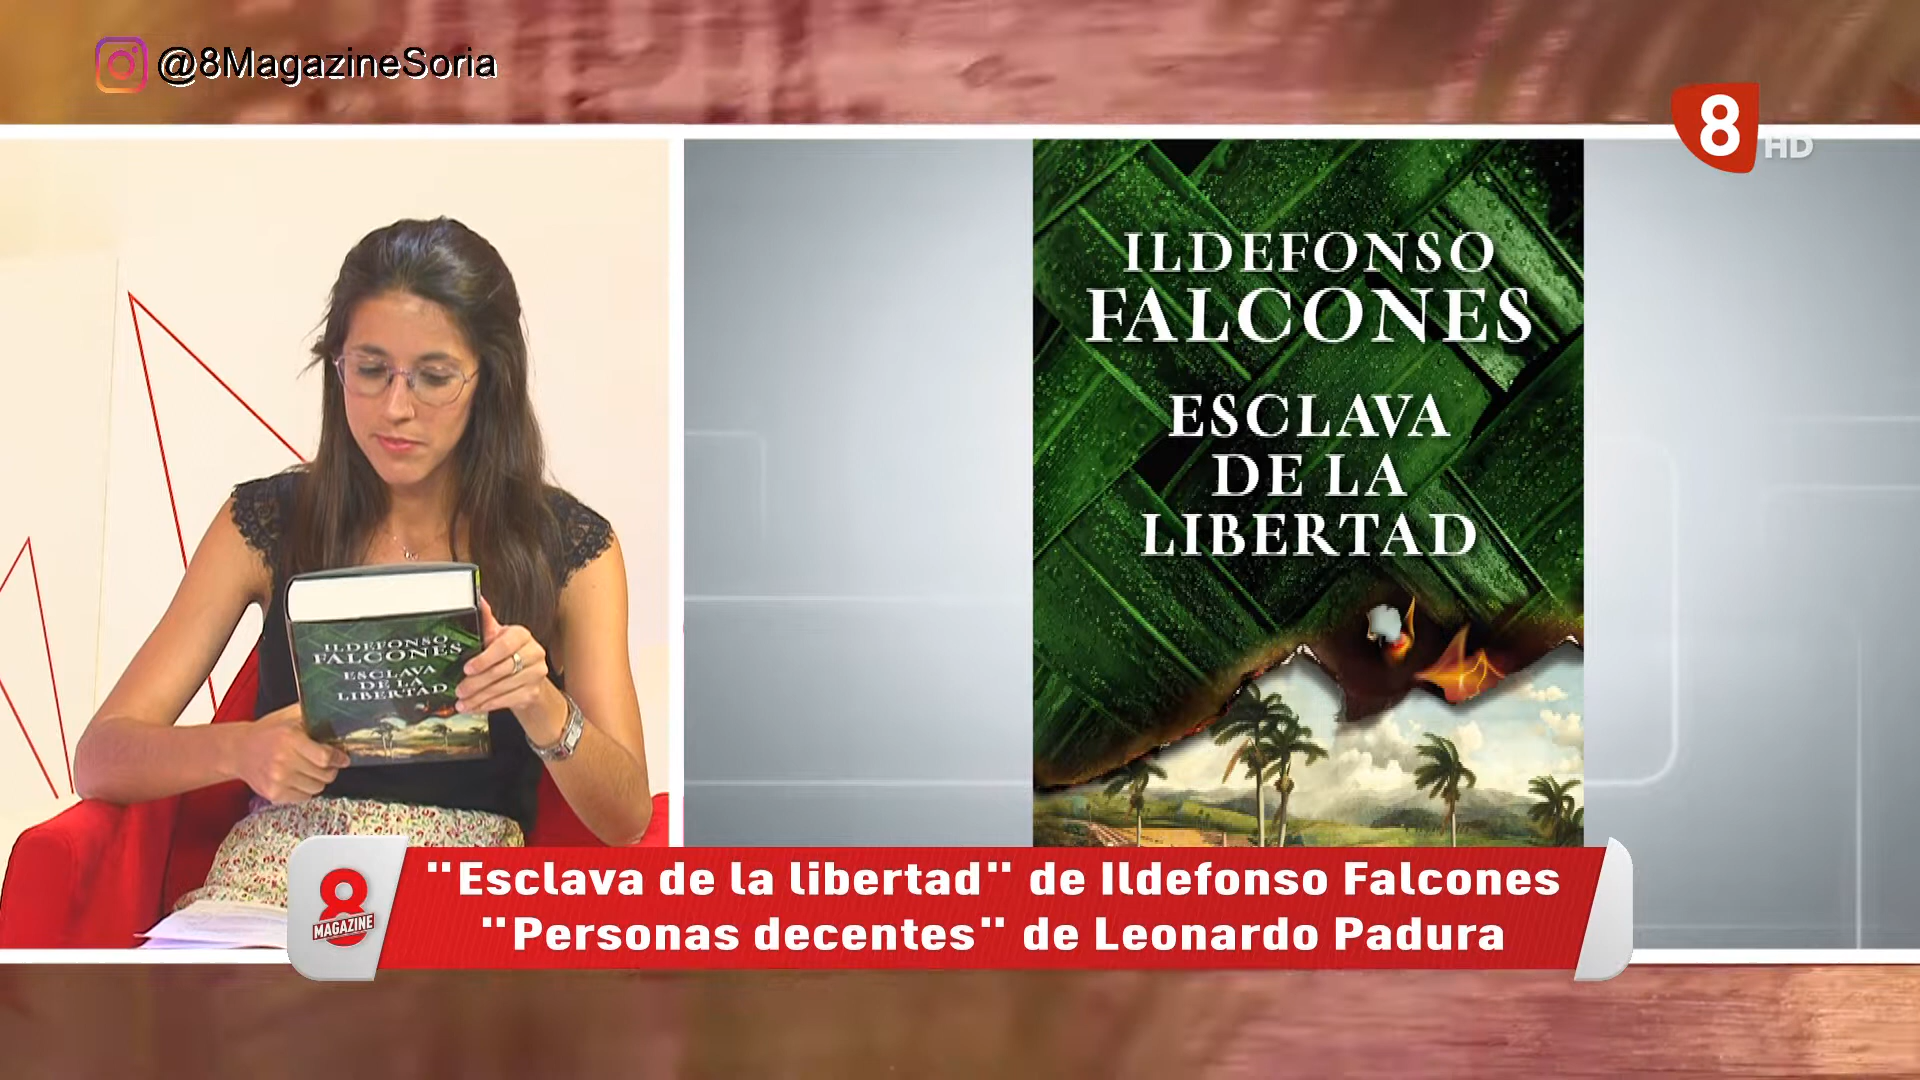 @8MagazineSoria
8
HD
ILDEFONSO
FALCONES
ESCLAVA
DE LA
LIBERTAD
ILDEFONSO
FALCONES
ESCLAVA
DE LA
LIBERTAD
8
MAGAZINE
"Esclava de la libertad" de Ildefonso Falcones
"Personas decentes" de Leonardo Padura